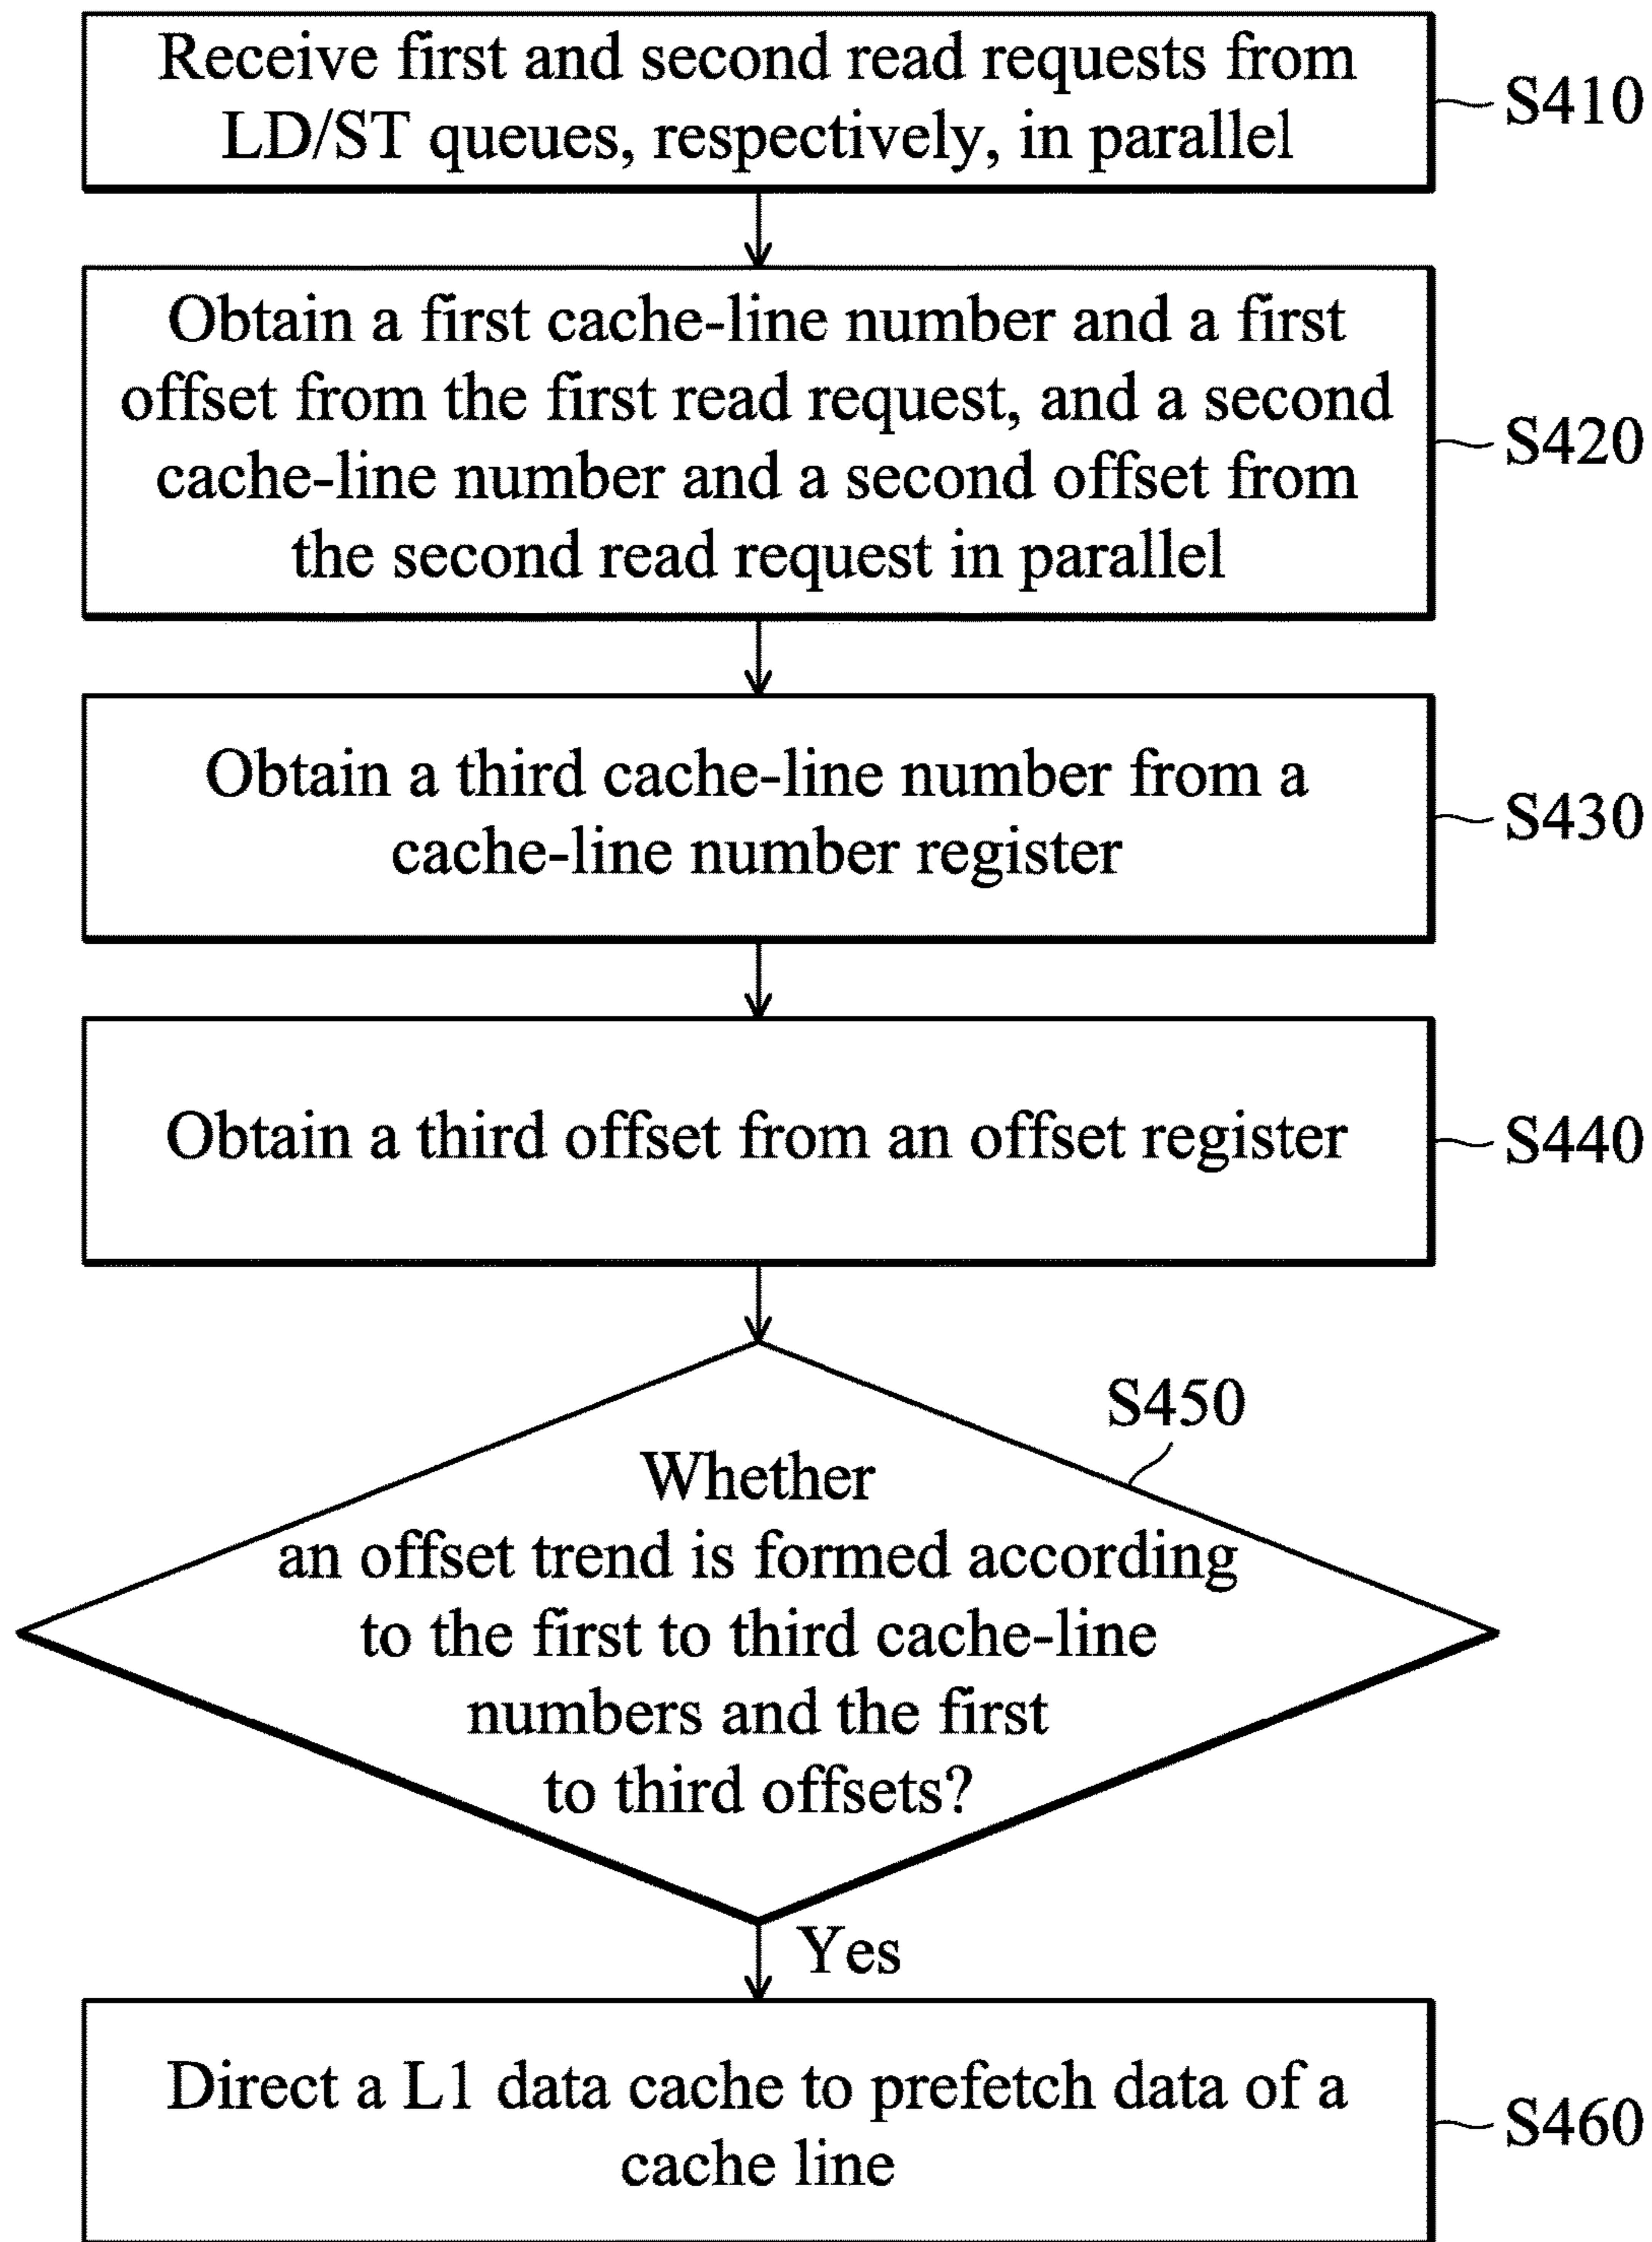 Receive first and second read requests from
LD/ST queues, respectively, in parallel
S410
Obtain a first cache-line number and a first
offset from the first read request, and a second
cache-line number and a second offset from
the second read request in parallel
S420
Obtain a third cache-line number from a
cache-line number register
S430
Obtain a third offset from an offset register
S440
S450
Whether
an offset trend is formed according
to the first to third cache-line
numbers and the first
to third offsets?
Yes
Direct a L1 data cache to prefetch data of a
cache line
S460